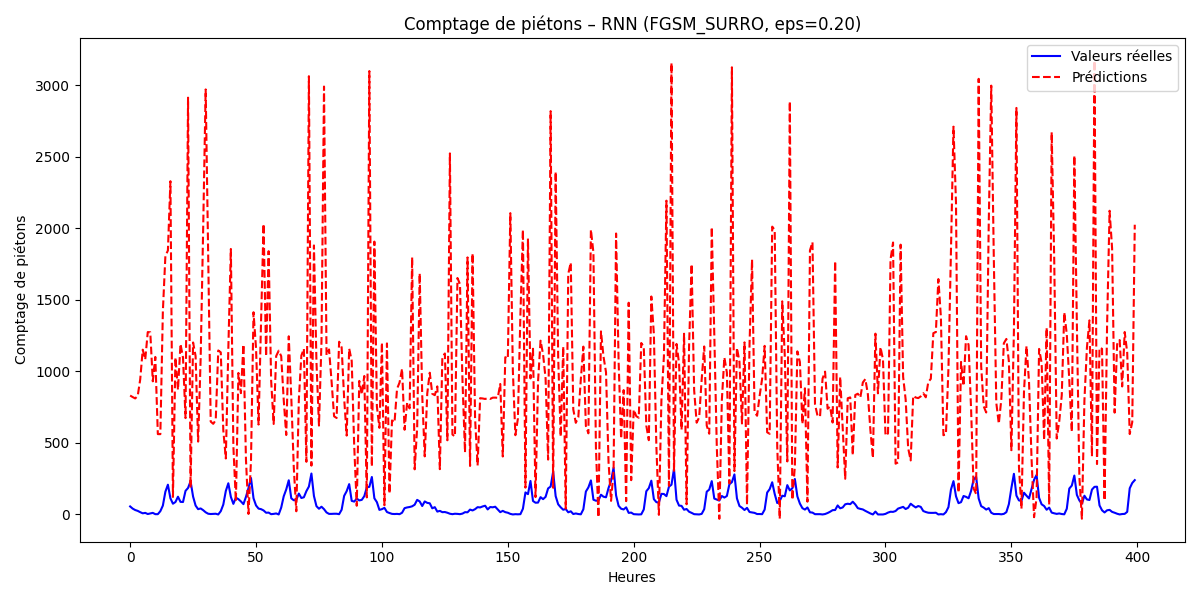 Comptage de piétons – RNN (FGSM_SURRO, eps=0.20)
Valeurs réelles
Prédictions
Comptage de piétons
3000
2500
2000
1500
1000
500
0
0 50 100 150 200 250 300 350 400
Heures